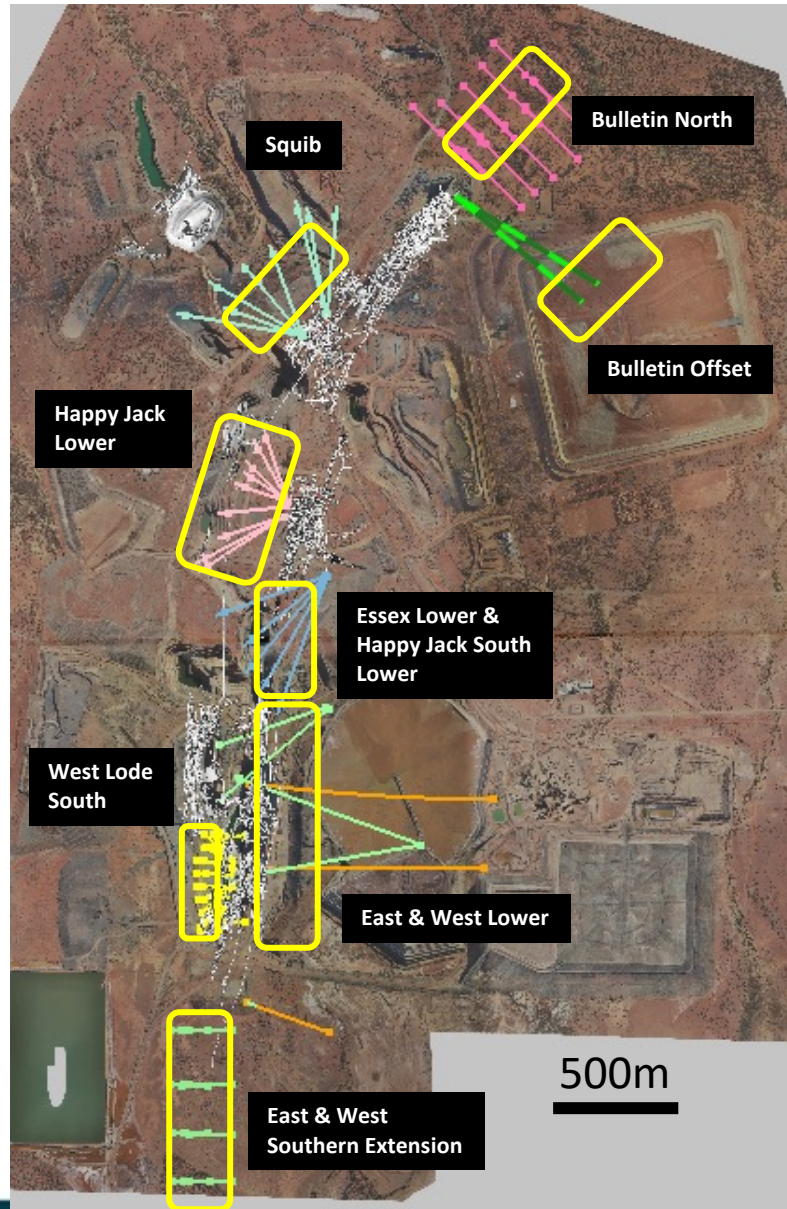 Bulletin North
Squib
Bulletin Offset
Happy Jack
Lower
Essex Lower &
Happy Jack South
Lower
West Lode
South
East & West Lower
500m
East & West
Southern Extension